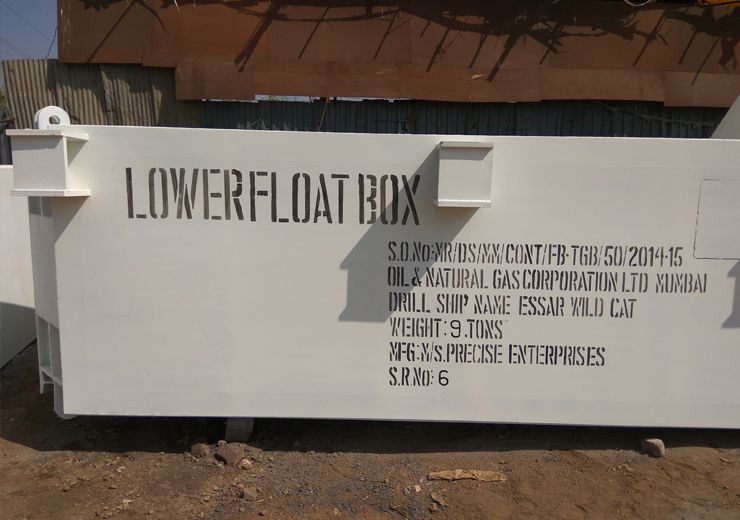 LOWER FLOAT BOX
S.O.No:MR/DS/MM/CONT/FB-TGB/50/2014-15
OIL & NATURAL GAS CORPORATION LTD MUMBAI
DRILL SHIP NAME ESSAR WILD CAT
WEIGHT:9.TONS
MFG:M/S.PRECISE ENTERPRISES
S.R.No: 6